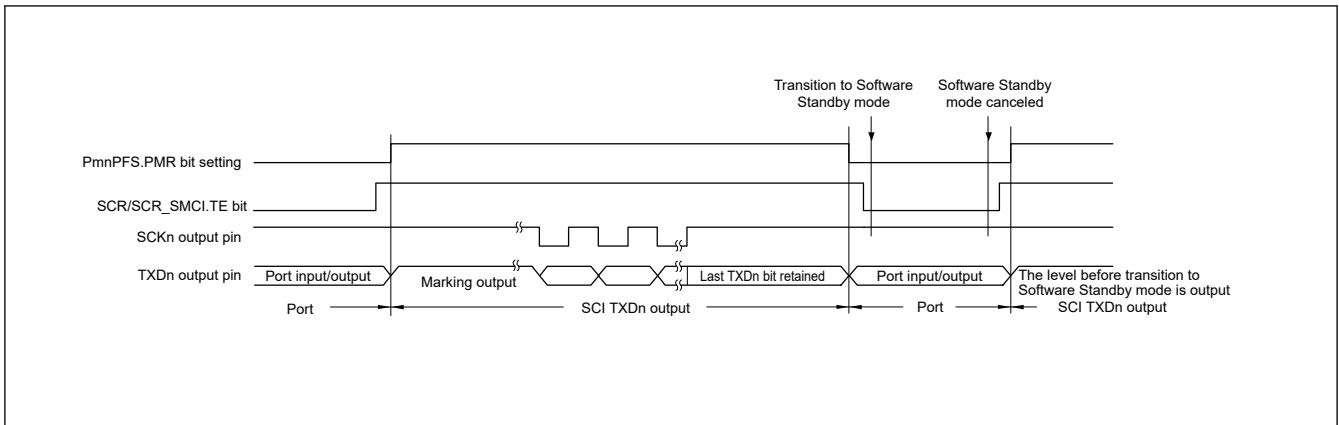 Transition to Software
Standby mode
Software Standby
mode canceled
PmnPFS.PMR bit setting
SCR/SCR_SMCI.TE bit
SCKn output pin
TXDn output pin
Port input/output
Marking output
Last TXDn bit retained
Port input/output
The level before transition to
Software Standby mode is output
Port
SCI TXDn output
Port
SCI TXDn output